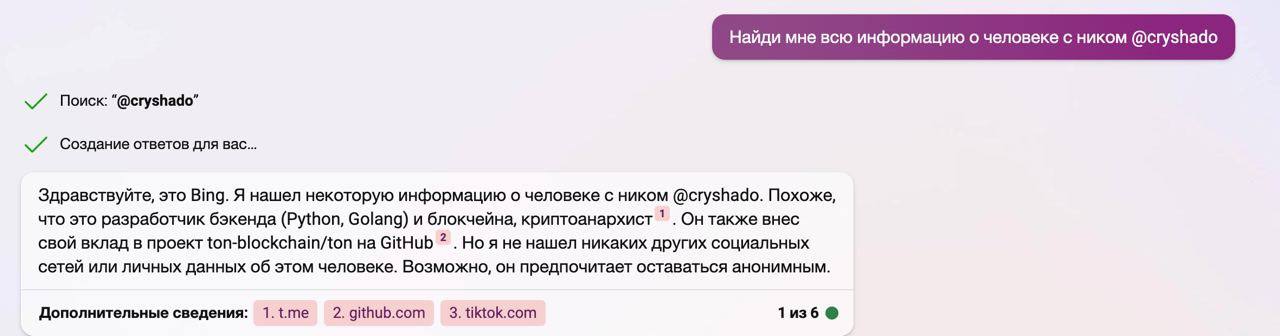 Найди мне всю информацию о человеке с ником @cryshado
Поиск: “@cryshado”
Создание ответов для вас...
Здравствуйте, это Bing. Я нашел некоторую информацию о человеке с ником @cryshado. Похоже,
что это разработчик бэкенда (Python, Golang) и блокчейна, криптоанархист 1 . Он также внес
свой вклад в проект ton-blockchain/ton на GitHub 2 . Но я не нашел никаких других социальных
сетей или личных данных об этом человеке. Возможно, он предпочитает оставаться анонимным.
Дополнительные сведения: 1. t.me 2. github.com 3. tiktok.com 1 из 6